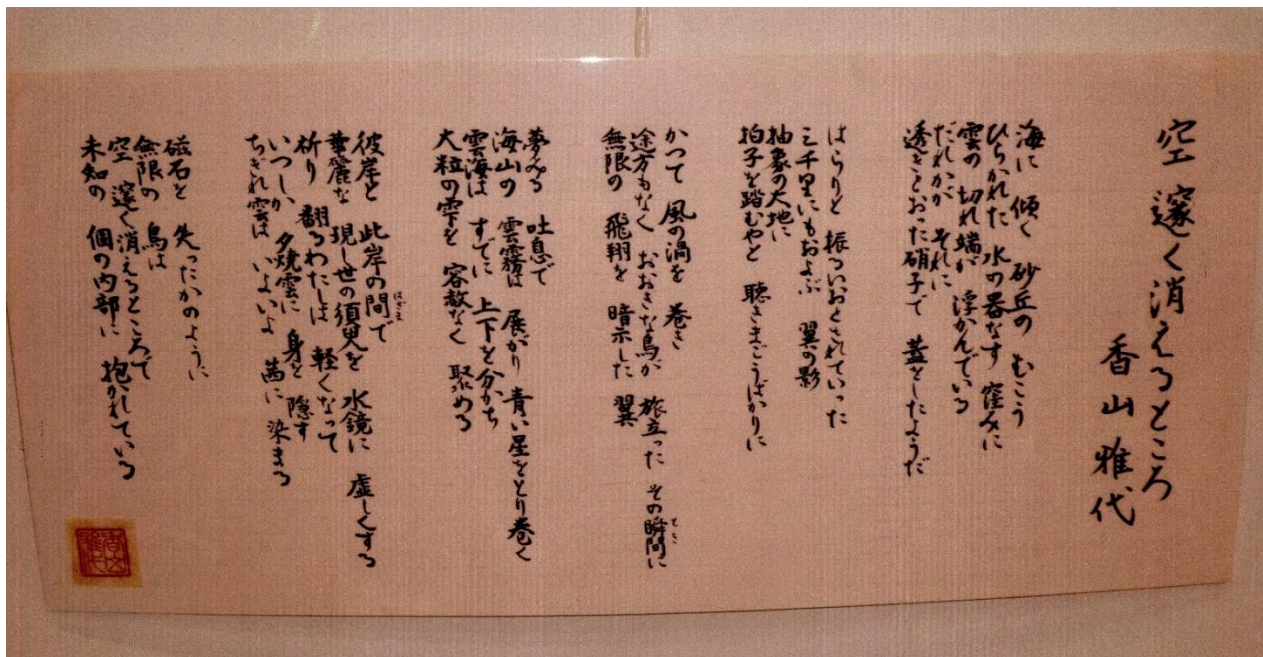 空 邃く消えるところ
香山雅代
海に 傾く 砂丘の むこう
ひらかれた 水の器なす 窪みに
雲の 切れ端が 浮かんでいる
だれかが それに
透きとおった硝子で 蓋をしたようだ
はらりと 振るいおとされていった
三千里にもおよぶ 翼の影
抽象の大地に
拍子を踏むやと 聴きまごうばかりに
かつて 風の渦を 巻き
途方もなく おおきな鳥が 旅立った その瞬間に
とき
無限の 飛翔を 暗示した 翼
夢みる 吐息で
海山の 雲霧は 展がり 青い星をとり巻く
雲海は すでに 上下を分かち
大粒の雫を 容赦なく 聚める
彼岸と 此岸の間で
はざま
華麗な 現し世の須臾を 水鏡に 虚しくする
祈り 翻るわたしは 軽くなって
いつしか 夕焼雲に 身を 隠す
ちぎれ雲は いよいよ 茜に 染まる
磁石を 失ったかのように
無限の 鳥は
空 邃く消えるところで
未知の 個の内部に 抱かれている